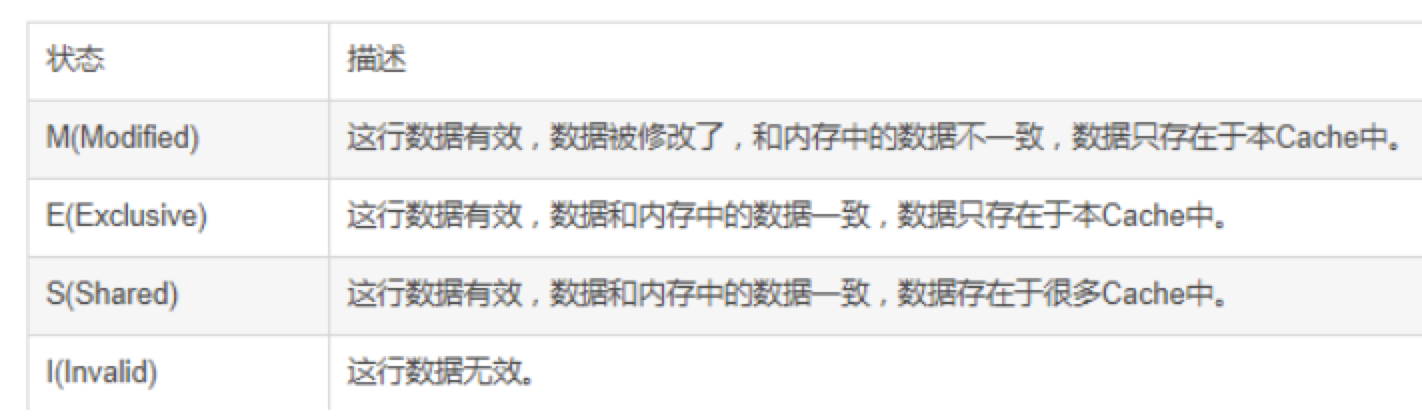 状态 描述
M(Modified) 这行数据有效，数据被修改了，和内存中的数据不一致，数据只存在于本Cache中。
E(Exclusive) 这行数据有效，数据和内存中的数据一致，数据只存在于本Cache中。
S(Shared) 这行数据有效，数据和内存中的数据一致，数据存在于很多Cache中。
I(Invalid) 这行数据无效。